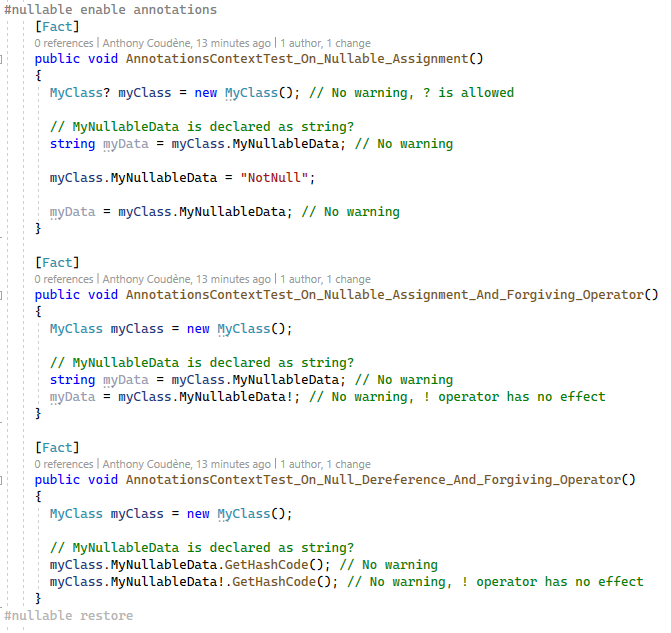 #nullable enable annotations
[Fact]
0 references | Anthony Coudène, 13 minutes ago | 1 author, 1 change
public void AnnotationsContextTest_On_Nullable_Assignment()
{
MyClass? myClass = new MyClass(); // No warning, ? is allowed
// MyNullableData is declared as string?
string myData = myClass.MyNullableData; // No warning
myClass.MyNullableData = "NotNull";
myData = myClass.MyNullableData; // No warning
}
[Fact]
0 references | Anthony Coudène, 13 minutes ago | 1 author, 1 change
public void AnnotationsContextTest_On_Nullable_Assignment_And_Forgiving_Operator()
{
MyClass myClass = new MyClass();
// MyNullableData is declared as string?
string myData = myClass.MyNullableData; // No warning
myData = myClass.MyNullableData!; // No warning, ! operator has no effect
}
[Fact]
0 references | Anthony Coudène, 13 minutes ago | 1 author, 1 change
public void AnnotationsContextTest_On_Null_Dereference_And_Forgiving_Operator()
{
MyClass myClass = new MyClass();
// MyNullableData is declared as string?
myClass.MyNullableData.GetHashCode(); // No warning
myClass.MyNullableData!.GetHashCode(); // No warning, ! operator has no effect
}
#nullable restore